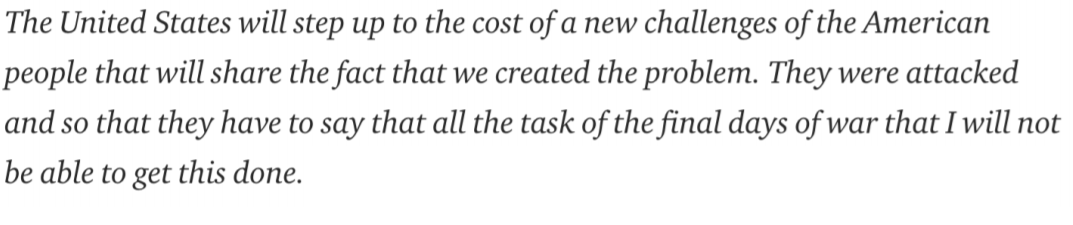 The United States will step up to the cost of a new challenges of the American
people that will share the fact that we created the problem. They were attacked
and so that they have to say that all the task of the final days of war that I will not
be able to get this done.